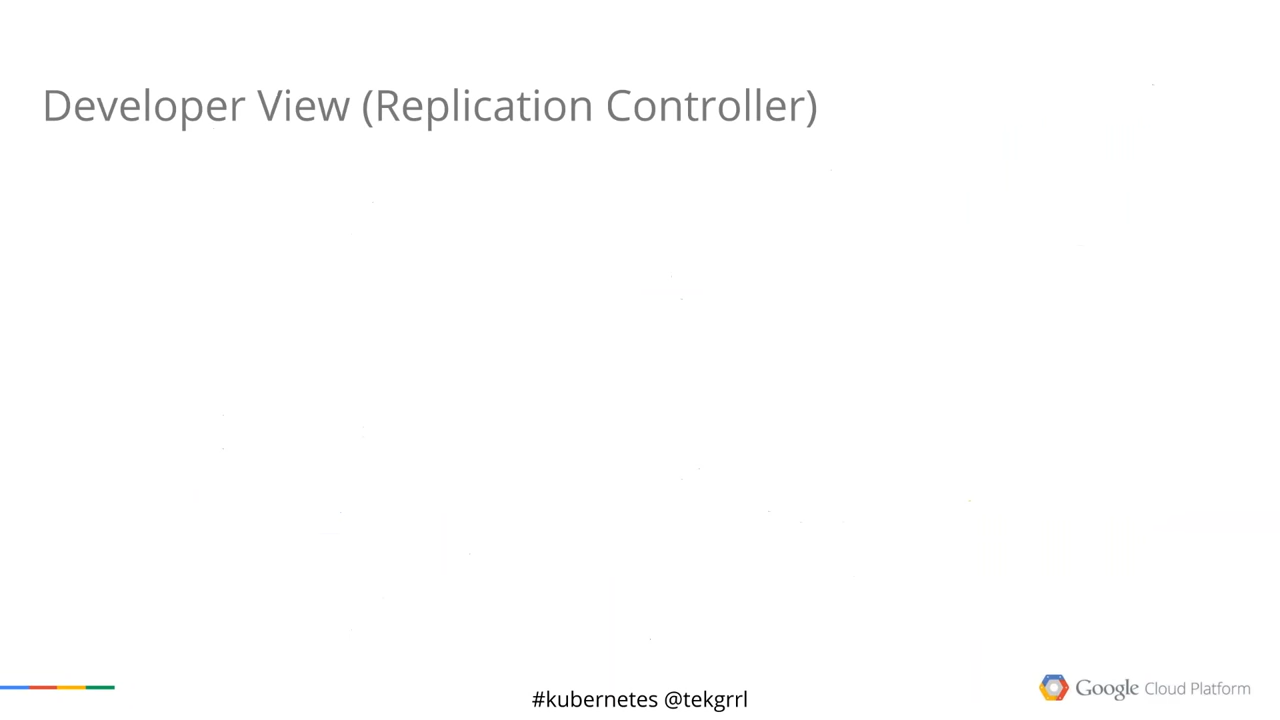 Developer View (Replication Controller)
#kubernetes @tekgrrl
Google Cloud Platform